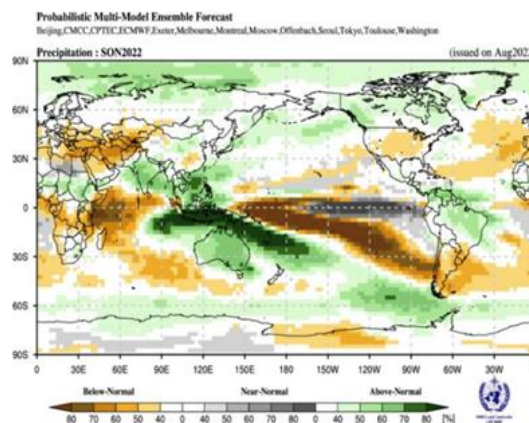 Probabilistic Multi-Model Ensemble Forecast
Beijing,CMCC,CPTEC,ECMWF,Exeter,Melbourne,Montreal,Moscow,Offenbach,Seoul,Tokyo,Toulouse,Washington
Precipitation : SON2022 (issued on Aug202
90N
60N
30N
0
30S
60S
90S
0 30E 60E 90E 120E 150E 180 150W 120W 90W 60W 30W
Below-Normal Near-Normal Above-Normal
80 70 60 50 40 0 40 50 60 70 80 0 40 50 60 70 80 [%]